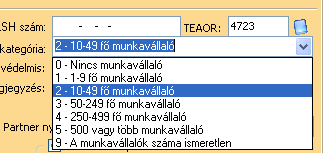 SH szám: - - - TEAOR: 4723
kategória: 2 - 10-49 fő munkavállaló
védelmis: 0 - Nincs munkavállaló
1 - 1-9 fő munkavállaló
2 - 10-49 fő munkavállaló
gjegyzés: 3 - 50-249 fő munkavállaló
4 - 250-499 fő munkavállaló
Partner ny 5 - 500 vagy több munkavállaló
9 - A munkavállalók száma ismeretlen